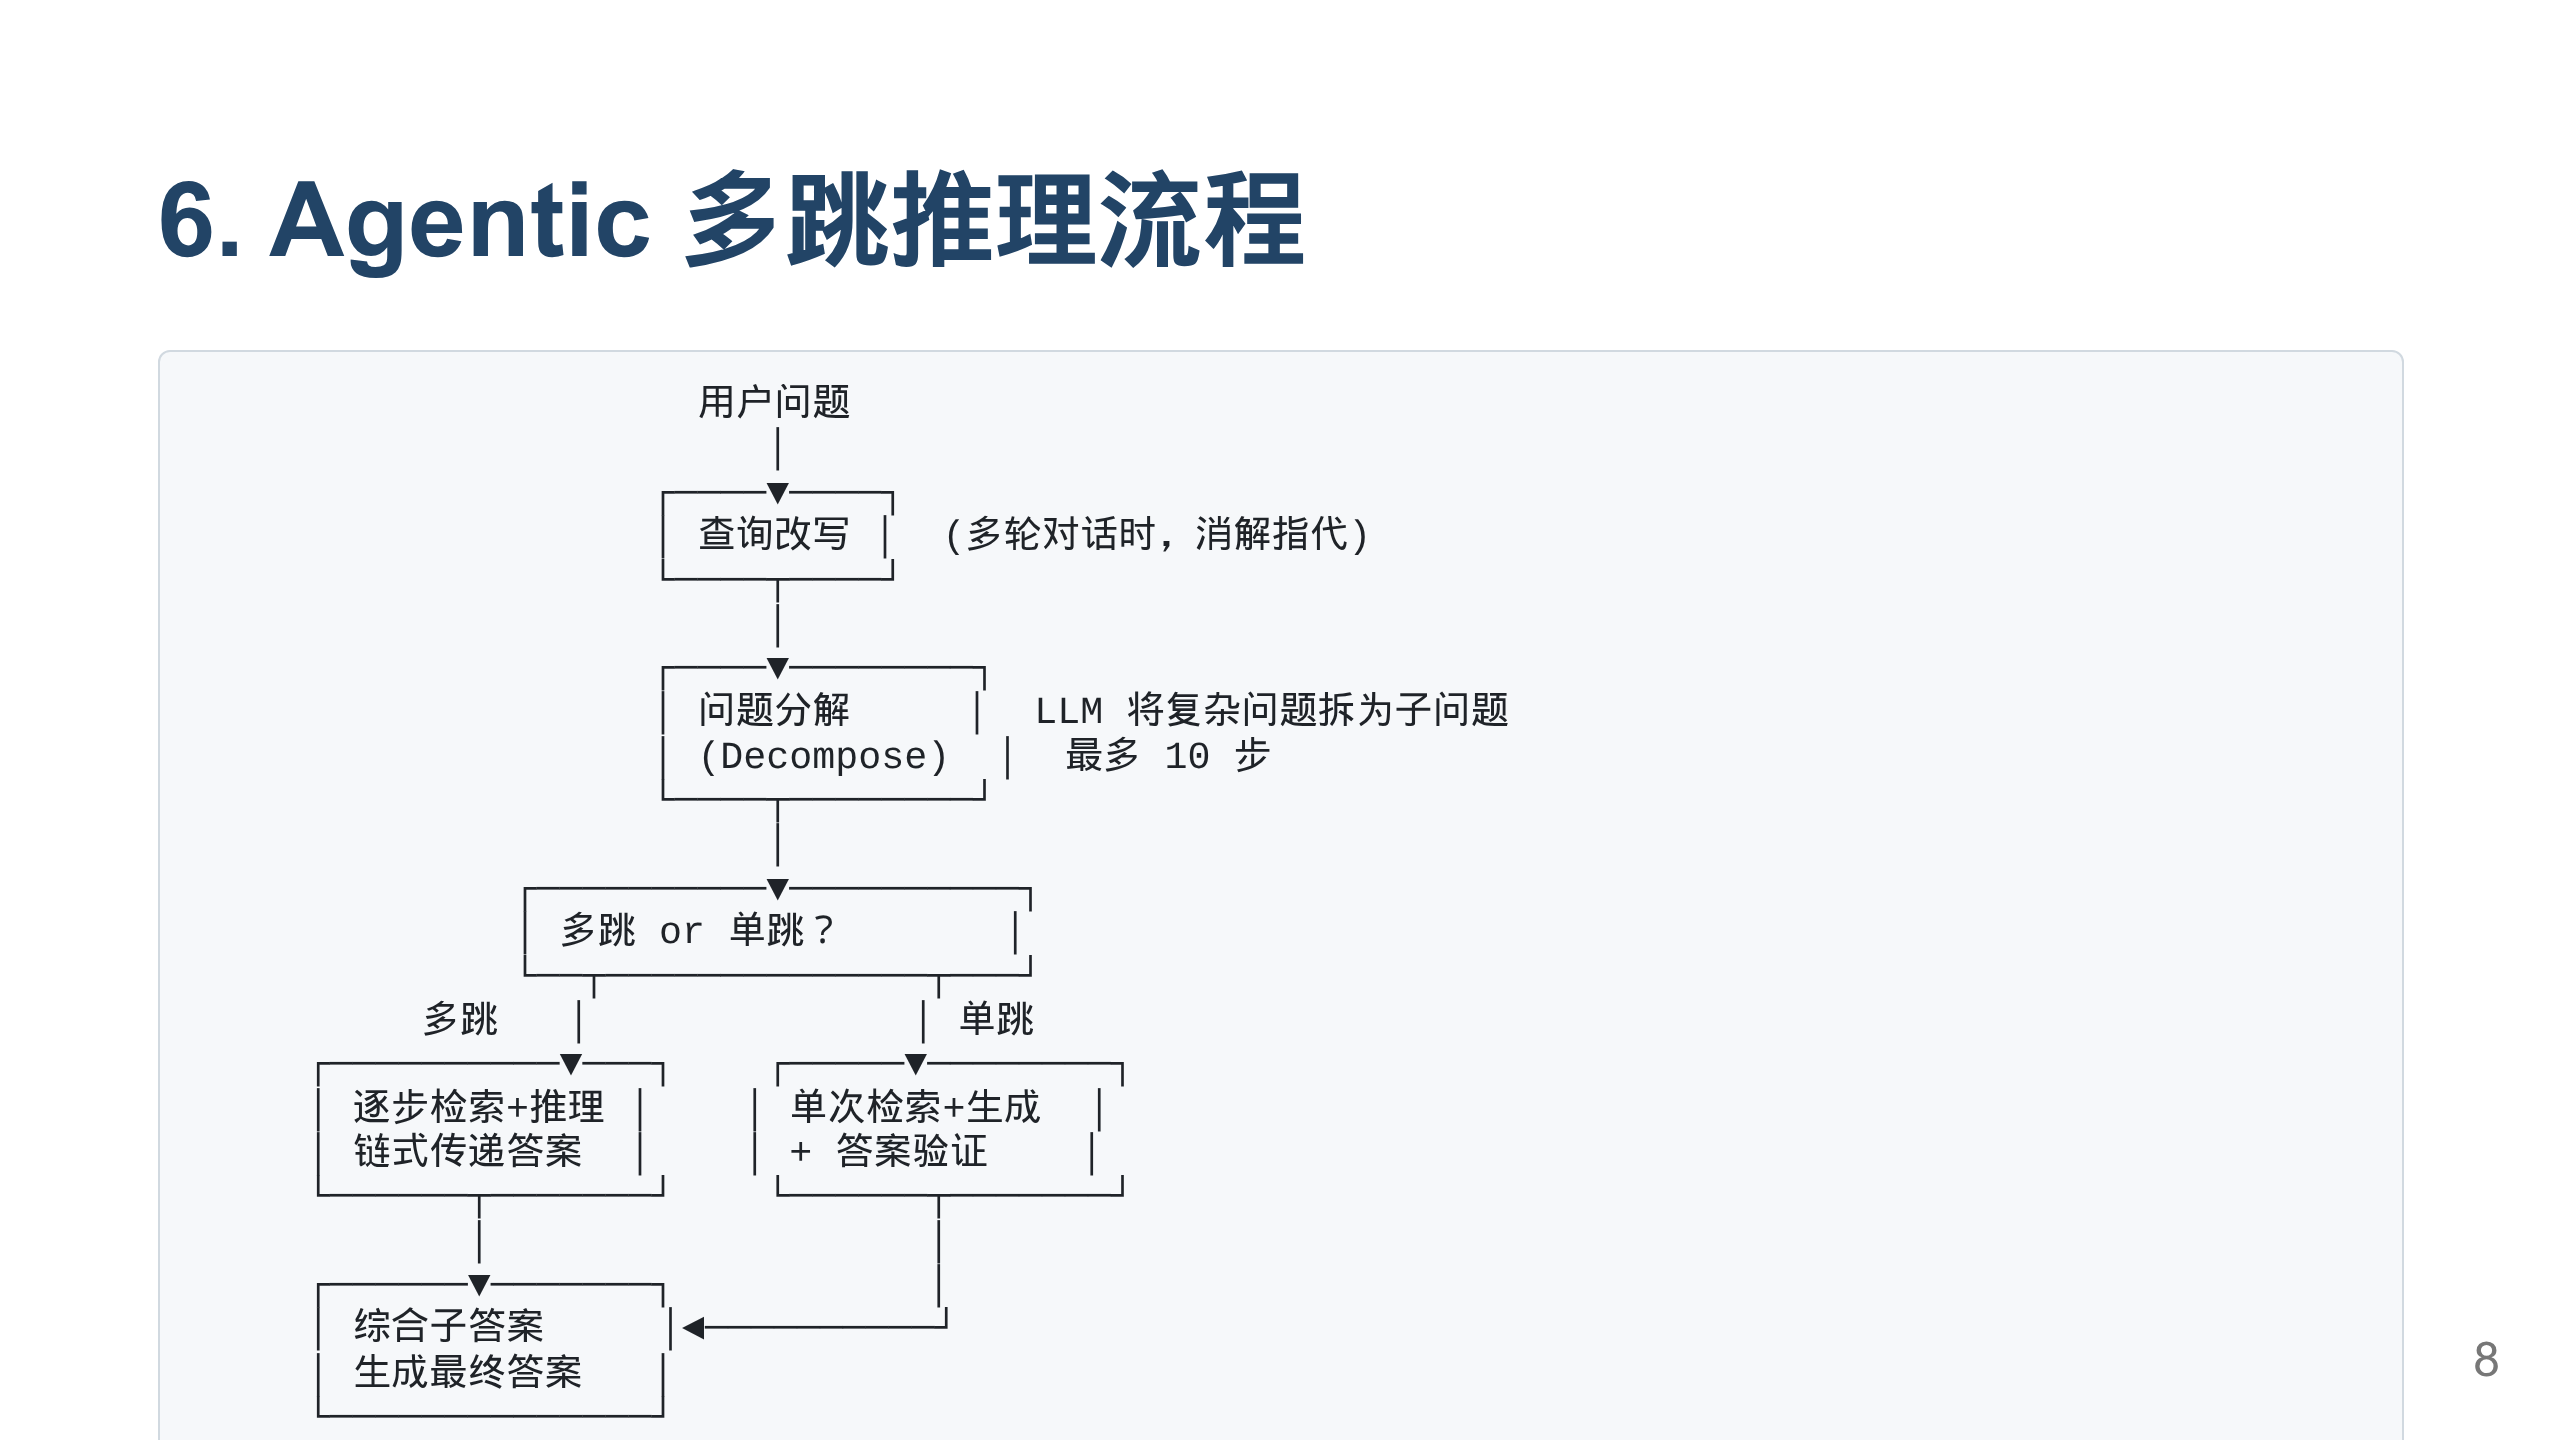 6. Agentic 多跳推理流程
用户问题
查询改写 (多轮对话时，消解指代)
问题分解 LLM 将复杂问题拆为子问题
(Decompose) 最多 10 步
多跳 or 单跳？
多跳 单跳
逐步检索+推理 单次检索+生成
链式传递答案 + 答案验证
综合子答案
生成最终答案
8